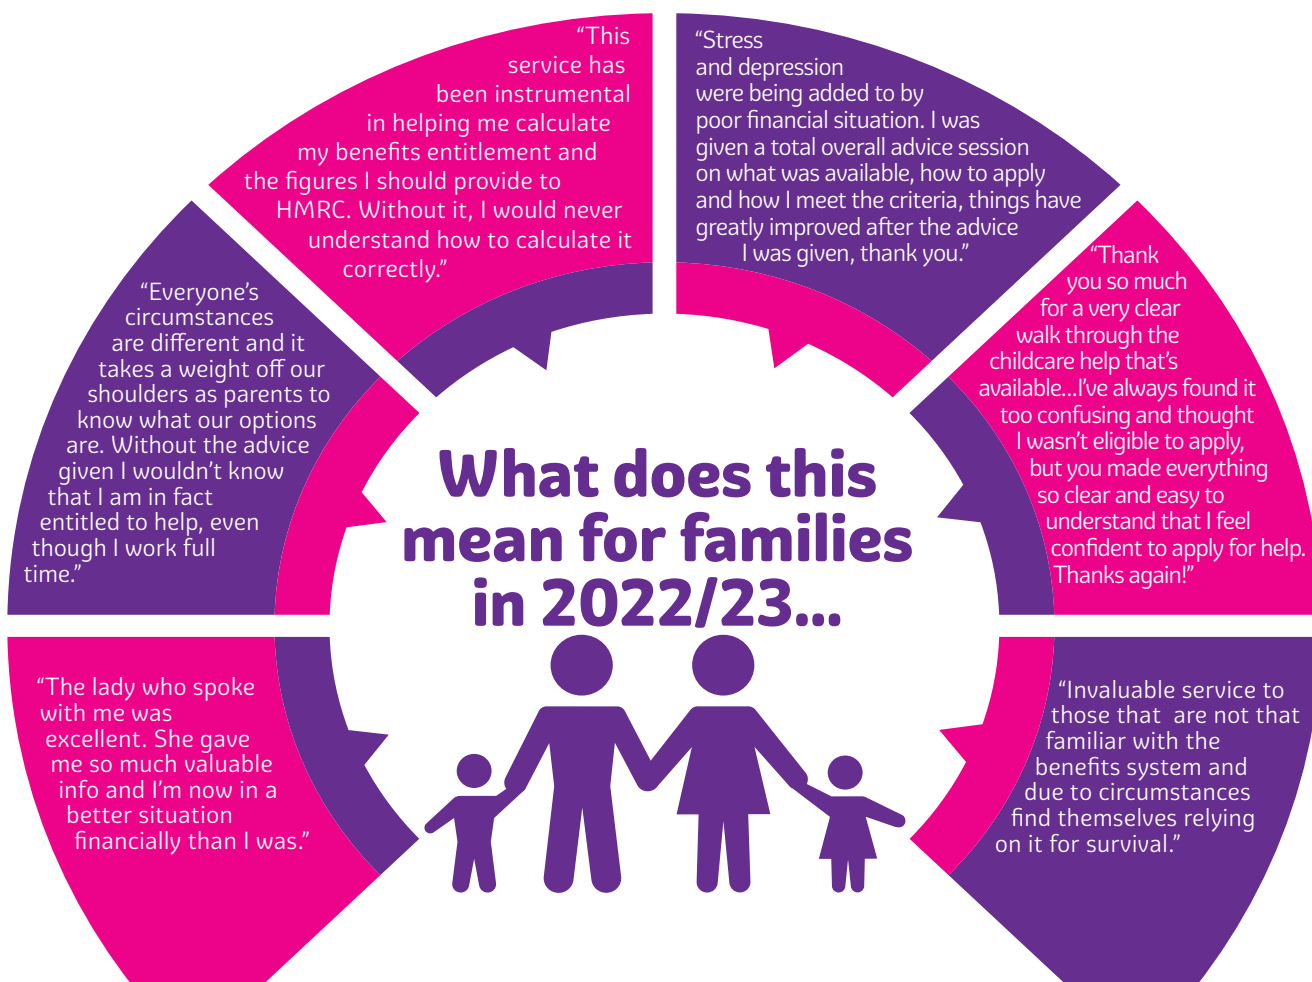 “This
service has
been instrumental
in helping me calculate
my benefits entitlement and
the figures I should provide to
HMRC. Without it, I would never
understand how to calculate it
correctly.”
“Stress
and depression
were being added to by
poor financial situation. I was
given a total overall advice session
on what was available, how to apply
and how I meet the criteria, things have
greatly improved after the advice
I was given, thank you.”
“Everyone’s
circumstances
are different and it
takes a weight off our
shoulders as parents to
know what our options
are. Without the advice
given I wouldn’t know
that I am in fact
entitled to help, even
though I work full
time.”
“Thank
you so much
for a very clear
walk through the
childcare help that’s
available...I’ve always found it
too confusing and thought
I wasn’t eligible to apply,
but you made everything
so clear and easy to
understand that I feel
confident to apply for help.
Thanks again!”
What does this
mean for families
in 2022/23...
“The lady who spoke
with me was
excellent. She gave
me so much valuable
info and I’m now in a
better situation
financially than I was.”
“Invaluable service to
those that are not that
familiar with the
benefits system and
due to circumstances
find themselves relying
on it for survival.”